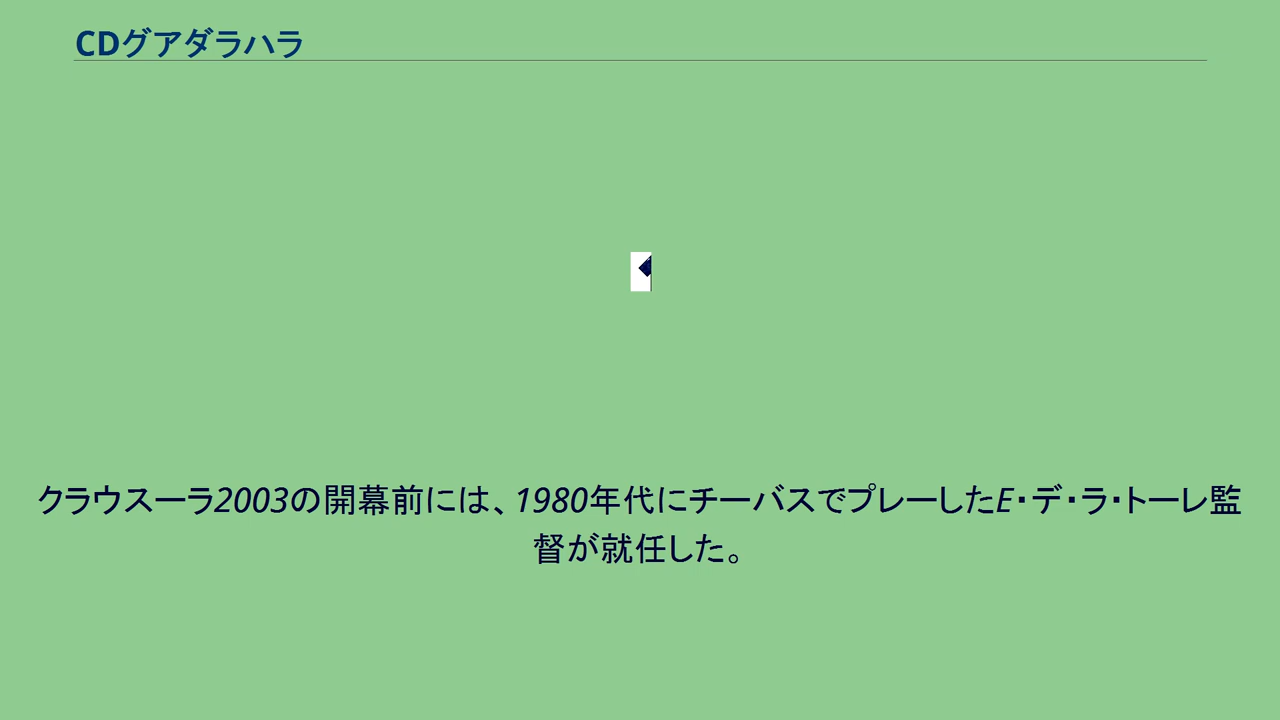 CDグアダラハラ
クラウスーラ2003の開幕前には、1980年代にチーバスでプレーしたE・デ・ラ・トーレ監
督が就任した。